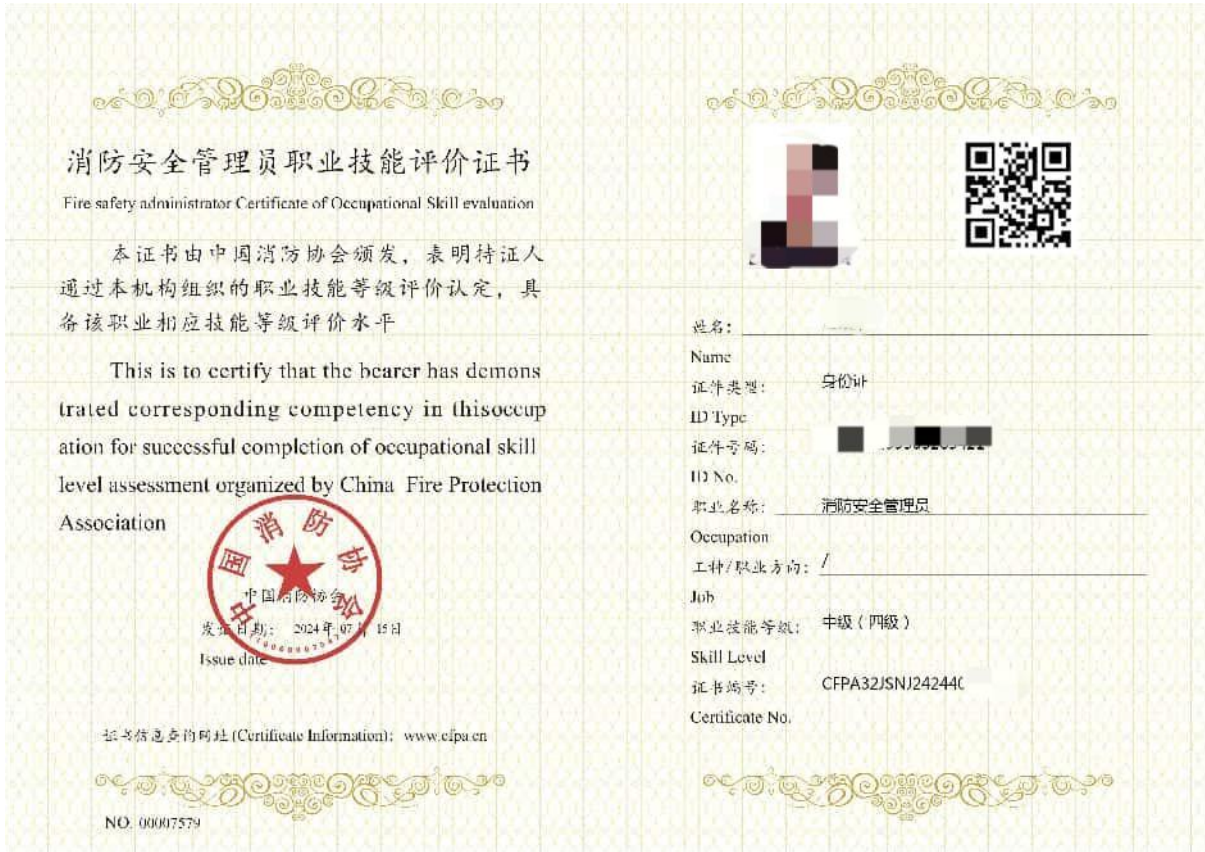 消防安全管理员职业技能评价证书
Fire safety administrator Certificate of Occupational Skill evaluation
本证书由中国消防协会颁发，表明持证人
通过本机构组织的职业技能等级评价认定，具
备该职业相应技能等级评价水平
This is to certify that the bearer has demons
trated corresponding competency in thisoccup
ation for successful completion of occupational skill
level assessment organized by China Fire Protection
Association
中国消防协会
中国消防协会
发证日期： 2024年07月15日
Issue date
证书信息查询网址(Certificate Information)：www.cfpa.cn
NO. 00007579
姓名：
Name
证件类型： 身份证
ID Type
证件号码：
ID No.
职业名称： 消防安全管理员
Occupation
工种/职业方向： /
Job
职业技能等级： 中级（四级）
Skill Level
证书编号： CFPA32JSNJ242440
Certificate No.